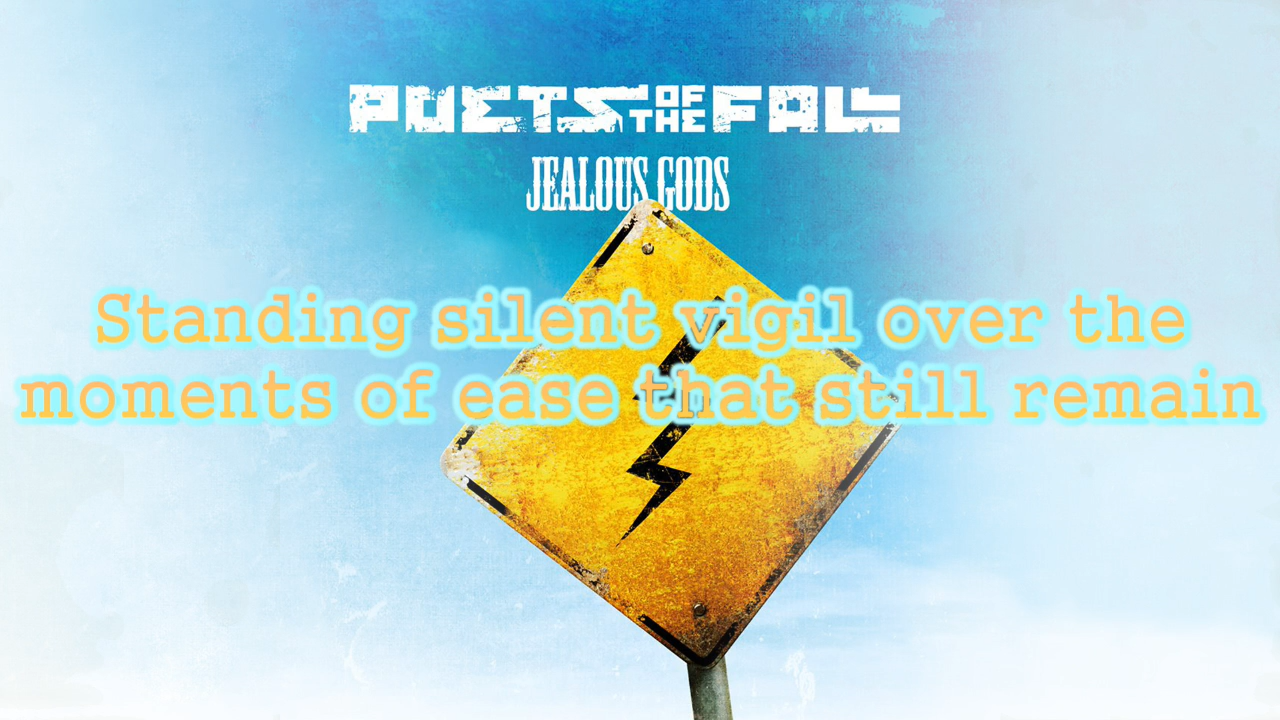 POETS OF THE FALL
JEALOUS GODS
Standing silent vigil over the
moments of ease that still remain